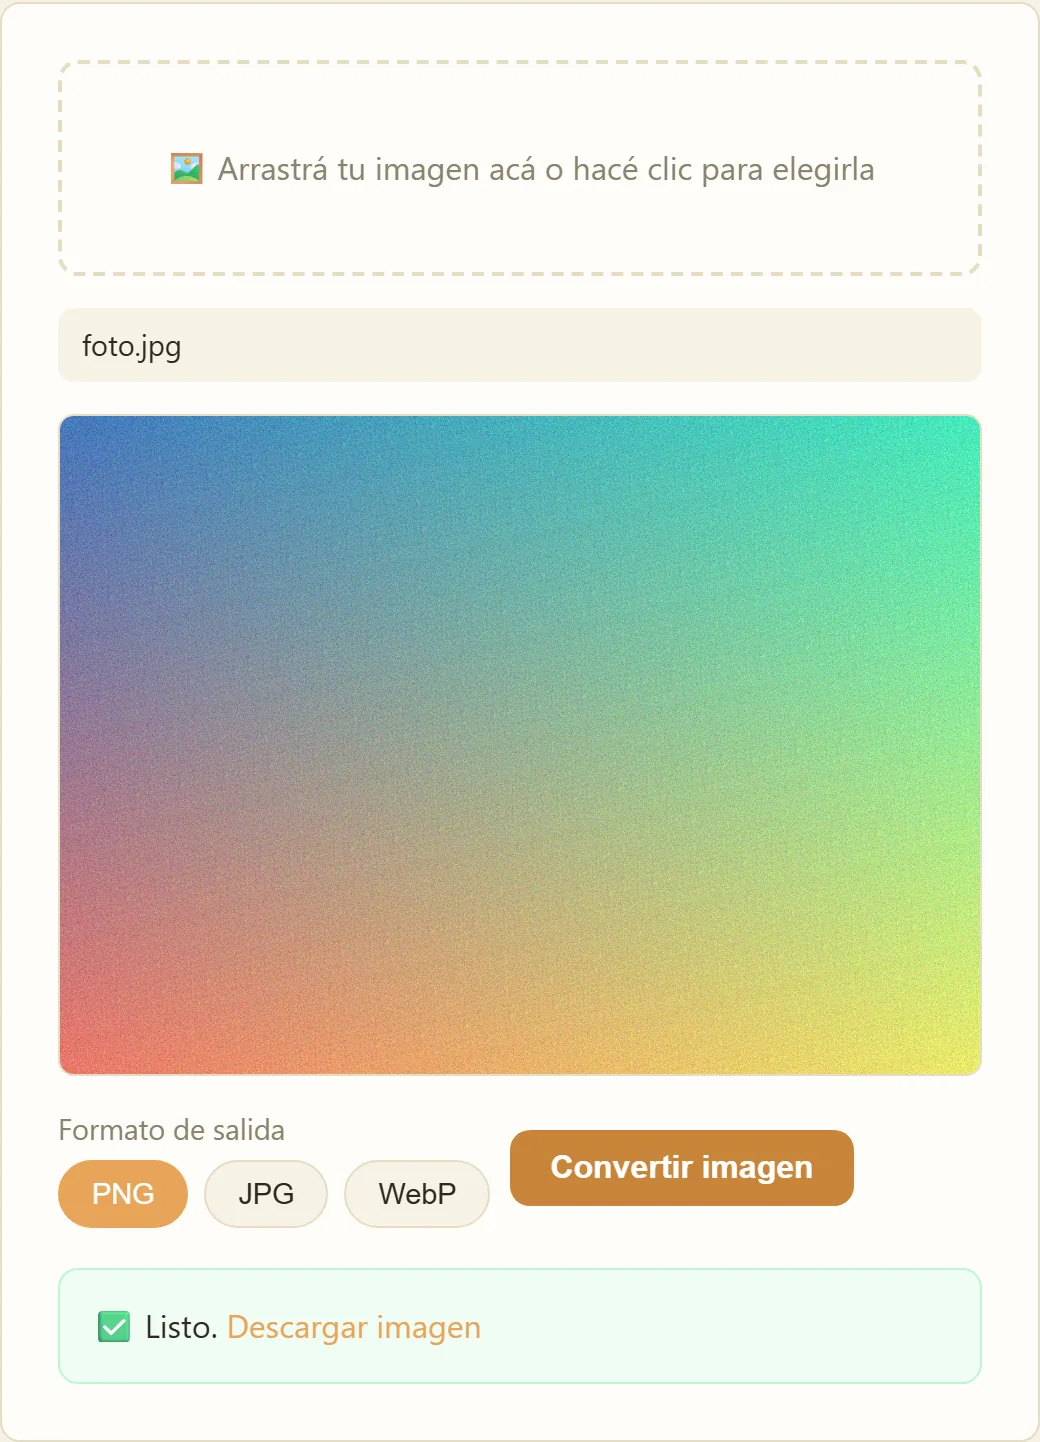 Arrastrá tu imagen acá o hacé clic para elegirla
foto.jpg
Formato de salida
PNG
JPG
WebP
Convertir imagen
Listo. Descargar imagen